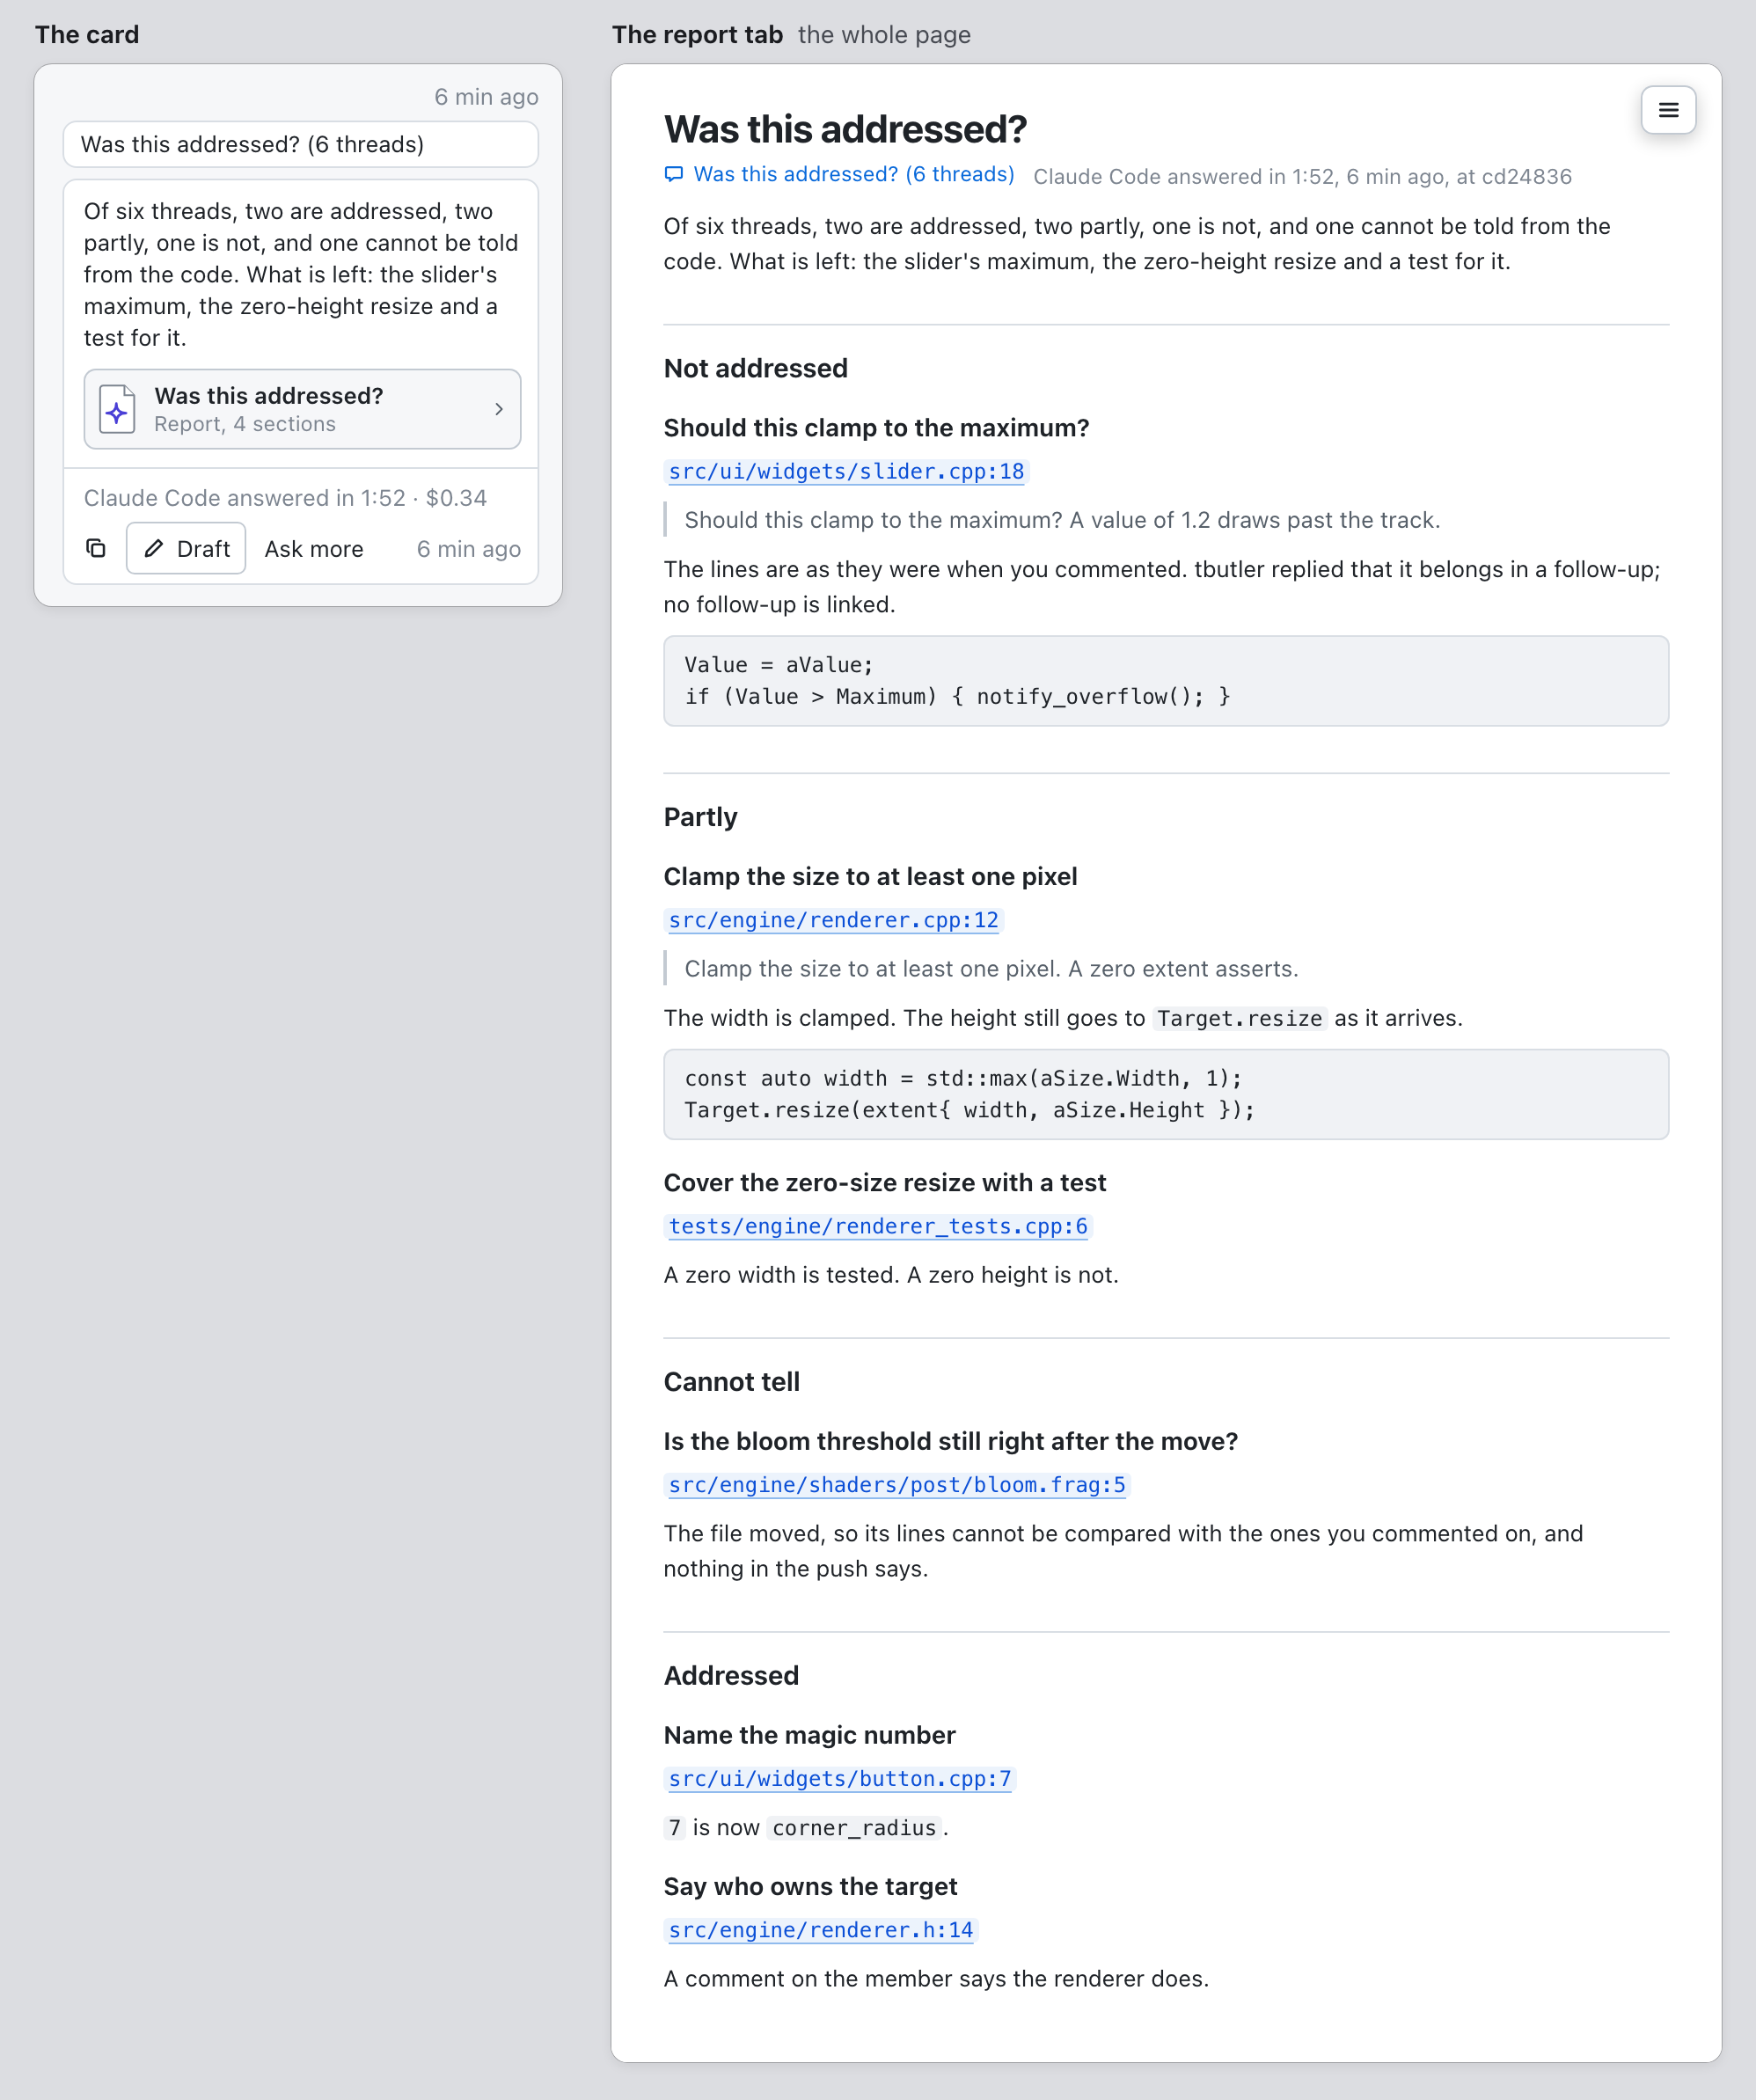 The card
6 min ago
Was this addressed? (6 threads)
Of six threads, two are addressed, two
partly, one is not, and one cannot be told
from the code. What is left: the slider's
maximum, the zero-height resize and a
test for it.
Was this addressed?
Report, 4 sections
Claude Code answered in 1:52 · $0.34
Draft Ask more 6 min ago
The report tab the whole page
Was this addressed?
Was this addressed? (6 threads) Claude Code answered in 1:52, 6 min ago, at cd24836
Of six threads, two are addressed, two partly, one is not, and one cannot be told from the
code. What is left: the slider's maximum, the zero-height resize and a test for it.
Not addressed
Should this clamp to the maximum?
src/ui/widgets/slider.cpp:18
Should this clamp to the maximum? A value of 1.2 draws past the track.
The lines are as they were when you commented. tbutler replied that it belongs in a follow-up;
no follow-up is linked.
Value = aValue;
if (Value > Maximum) { notify_overflow(); }
Partly
Clamp the size to at least one pixel
src/engine/renderer.cpp:12
Clamp the size to at least one pixel. A zero extent asserts.
The width is clamped. The height still goes to Target.resize as it arrives.
const auto width = std::max(aSize.Width, 1);
Target.resize(extent{ width, aSize.Height });
Cover the zero-size resize with a test
tests/engine/renderer_tests.cpp:6
A zero width is tested. A zero height is not.
Cannot tell
Is the bloom threshold still right after the move?
src/engine/shaders/post/bloom.frag:5
The file moved, so its lines cannot be compared with the ones you commented on, and
nothing in the push says.
Addressed
Name the magic number
src/ui/widgets/button.cpp:7
7 is now corner_radius.
Say who owns the target
src/engine/renderer.h:14
A comment on the member says the renderer does.